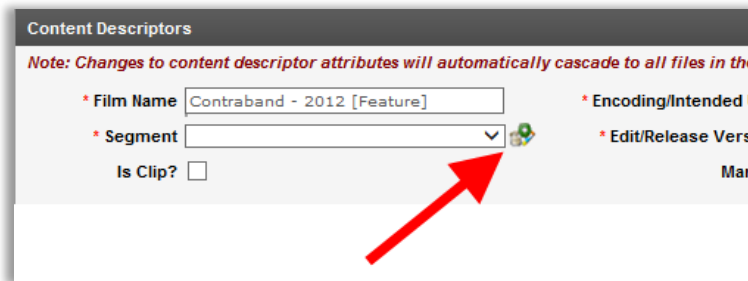 Content Descriptors
Note: Changes to content descriptor attributes will automatically cascade to all files in the
* Film Name Contraband - 2012 [Feature] * Encoding/Intended
* Segment * Edit/Release Vers
Is Clip? Mar